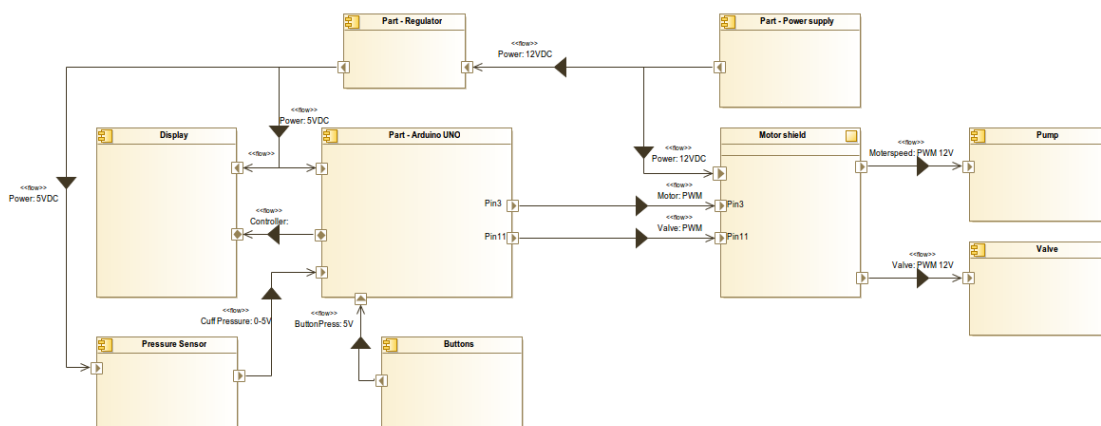 Part - Regulator
Part - Power supply
<<flow>>
Power: 12VDC
<<flow>>
Power: 5VDC
Display
Part - Arduino UNO
Motor shield
Pump
<<flow>>
<<flow>>
Power: 12VDC
<<flow>>
Moterspeed: PWM 12V
<<flow>>
Power: 5VDC
<<flow>>
Motor: PWM
Pin3
Pin3
<<flow>>
Controller:
<<flow>>
Valve: PWM
Pin11
Pin11
Valve
<<flow>>
Valve: PWM 12V
<<flow>>
Cuff Pressure: 0-5V
<<flow>>
ButtonPress: 5V
Pressure Sensor
Buttons